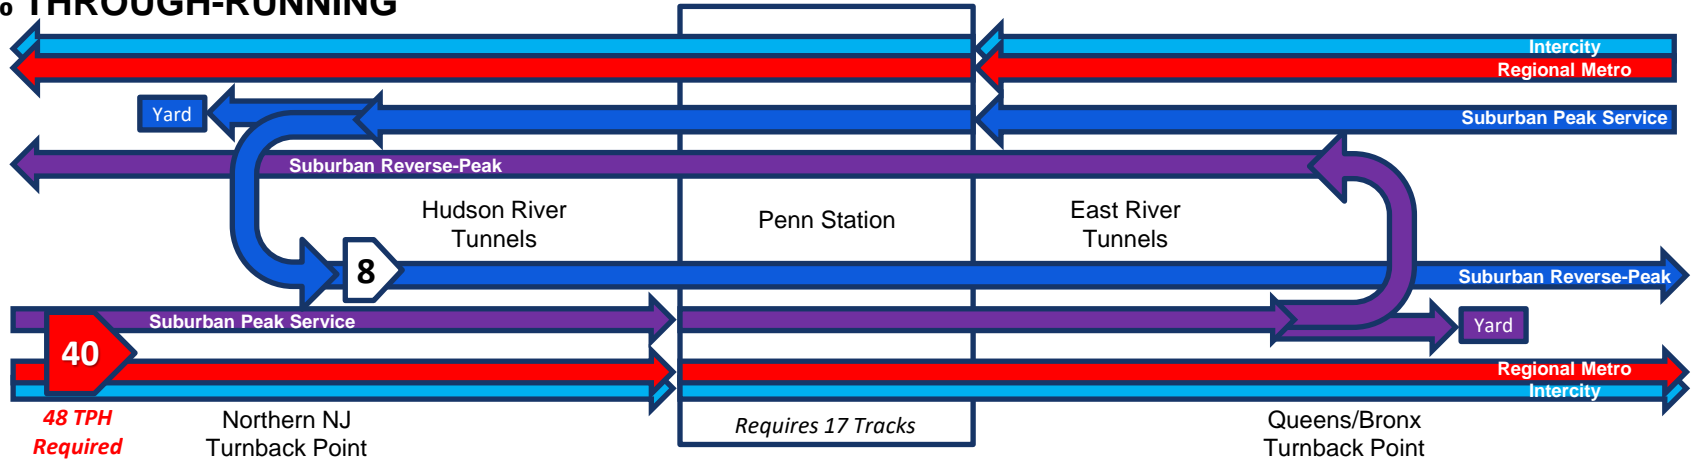 THROUGH-RUNNING
Intercity
Regional Metro
Yard
Suburban Peak Service
Suburban Reverse-Peak
Hudson River
Tunnels
Penn Station
East River
Tunnels
8
Suburban Reverse-Peak
Suburban Peak Service
Yard
40
Regional Metro
Intercity
48 TPH
Required
Northern NJ
Turnback Point
Requires 17 Tracks
Queens/Bronx
Turnback Point